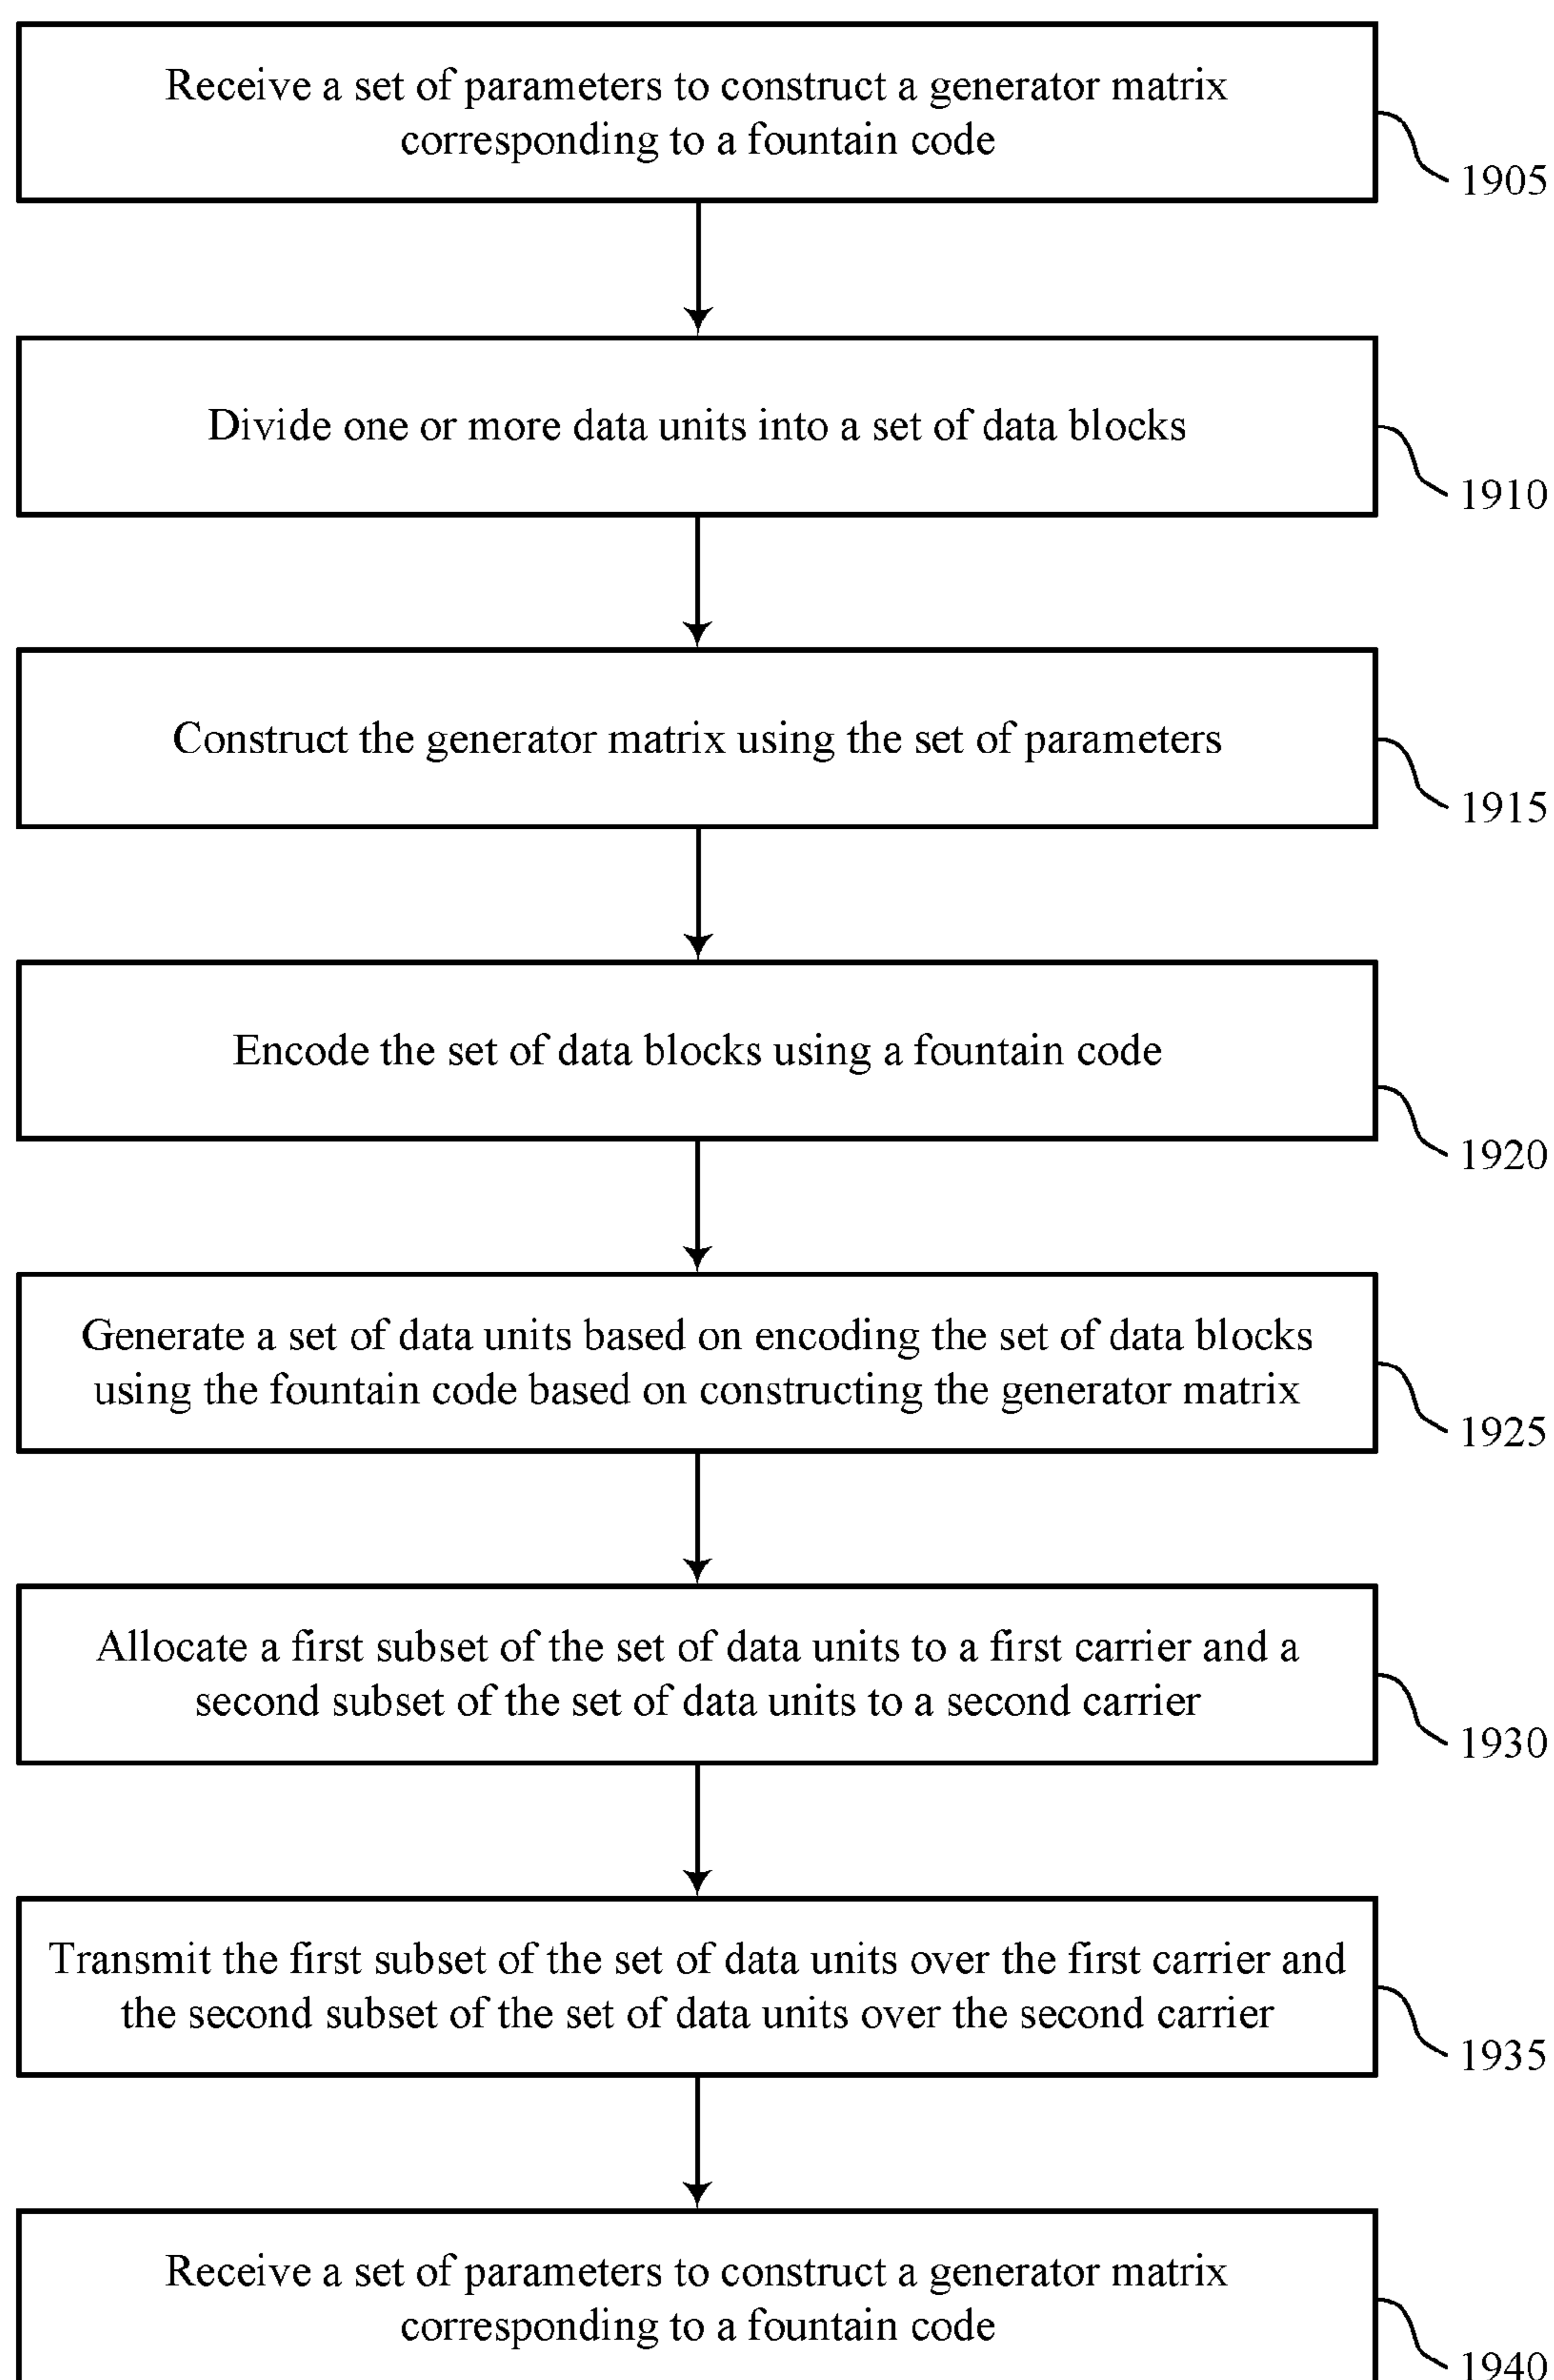 Receive a set of parameters to construct a generator matrix
corresponding to a fountain code
1905
Divide one or more data units into a set of data blocks
1910
Construct the generator matrix using the set of parameters
1915
Encode the set of data blocks using a fountain code
1920
Generate a set of data units based on encoding the set of data blocks
using the fountain code based on constructing the generator matrix
1925
Allocate a first subset of the set of data units to a first carrier and a
second subset of the set of data units to a second carrier
1930
Transmit the first subset of the set of data units over the first carrier and
the second subset of the set of data units over the second carrier
1935
Receive a set of parameters to construct a generator matrix
corresponding to a fountain code
1940